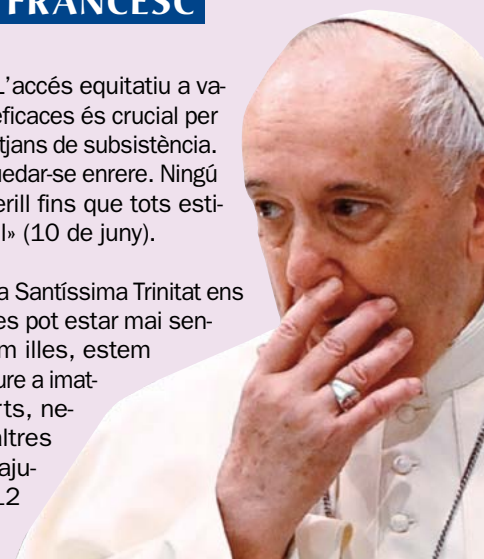 FRANCESC
L'accés equitatiu a va-
eficaces és crucial per
tjans de subsistència.
uedar-se enrere. Ningú
erill fins que tots esti-
l» (10 de juny).
a Santíssima Trinitat ens
es pot estar mai sen-
m illes, estem
ure a imat-
rts, ne-
altres
aju-
12